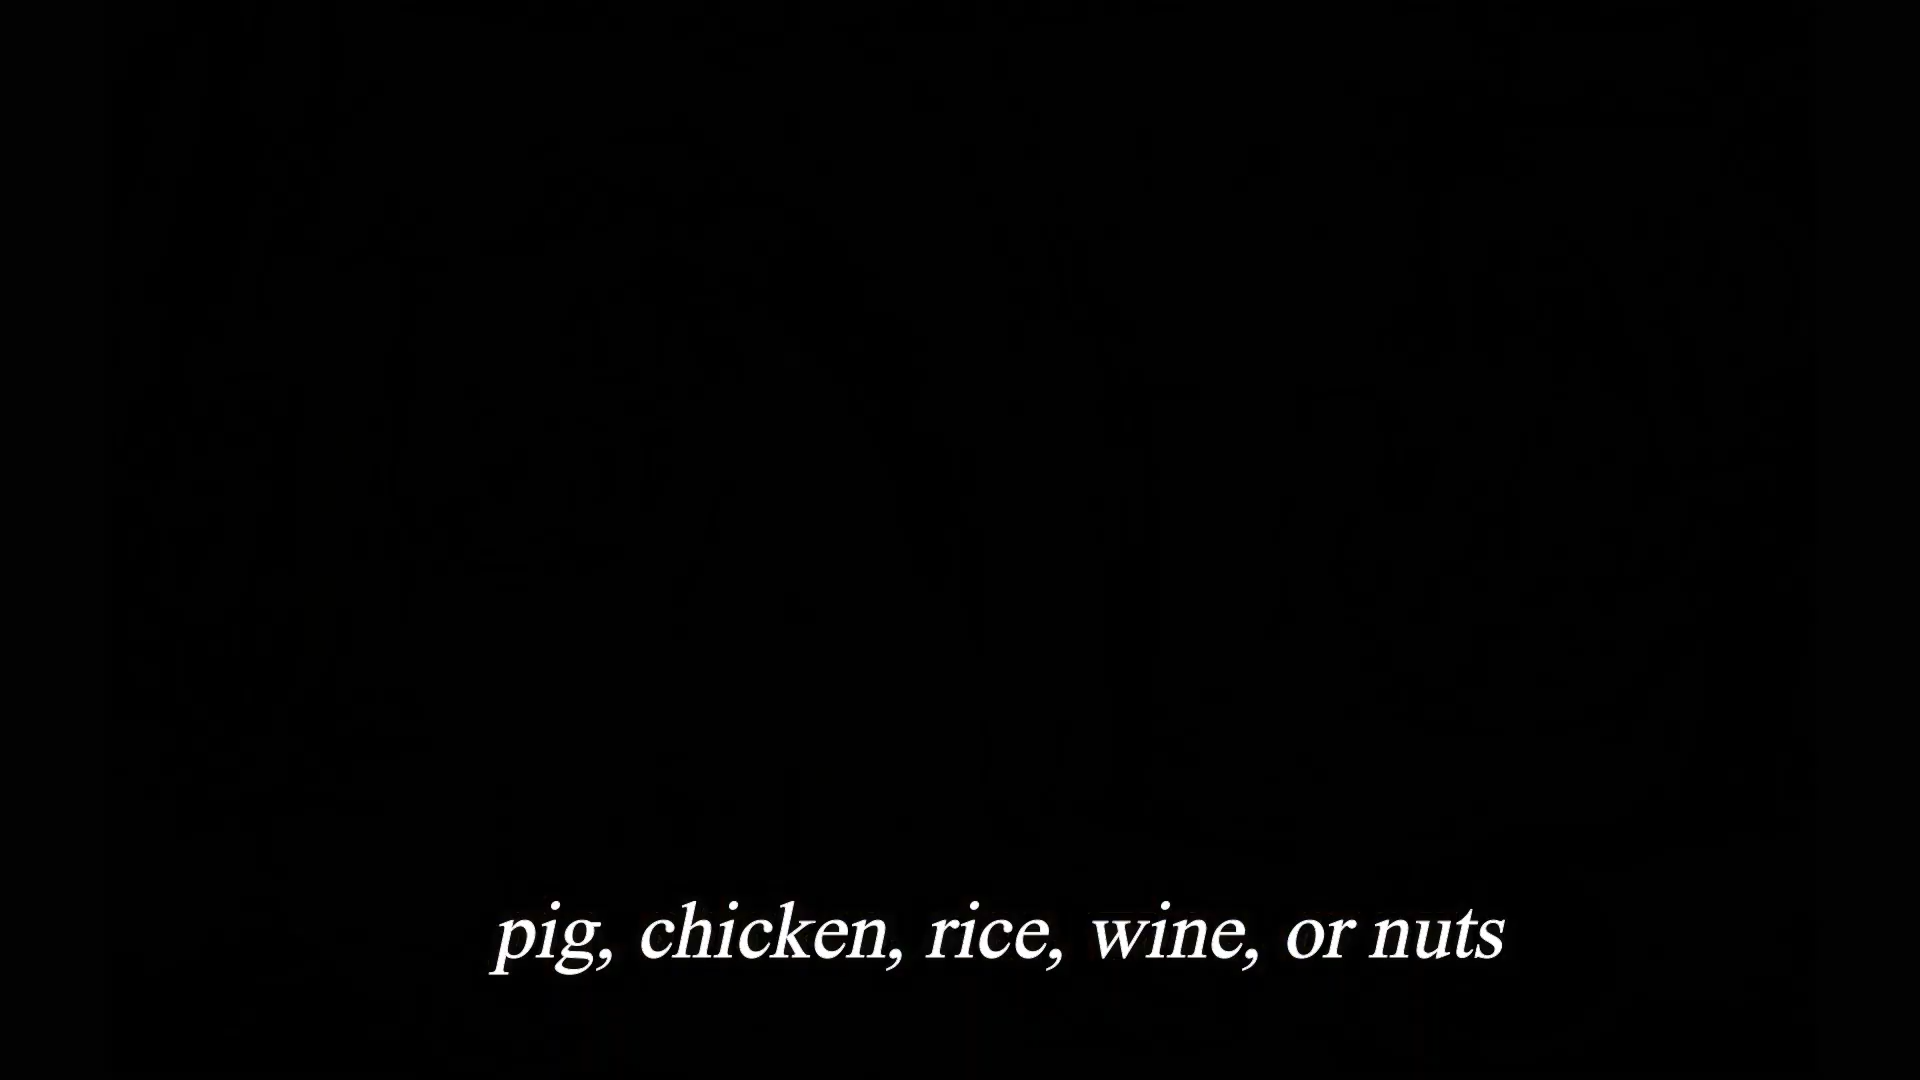 pig, chicken, rice, wine, or nuts